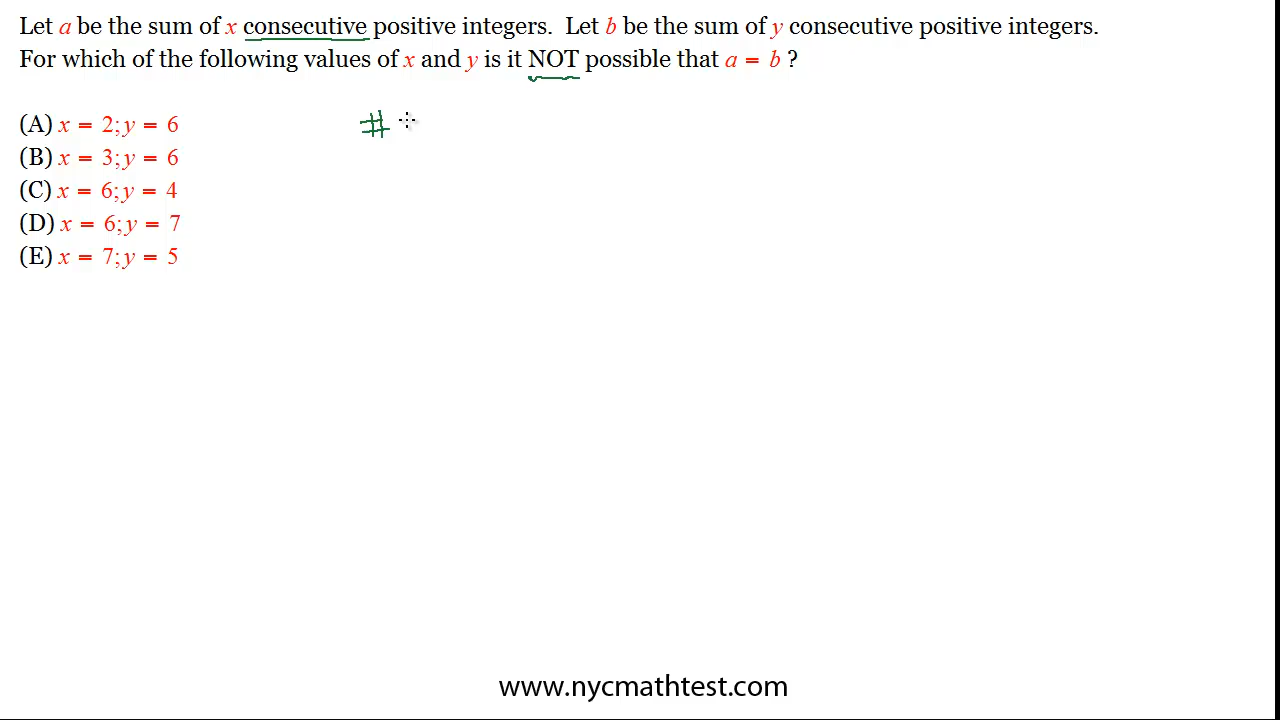 Let a be the sum of x consecutive positive integers. Let b be the sum of y consecutive positive integers.
For which of the following values of x and y is it NOT possible that a = b ?
(A) x = 2; y = 6
#
(B) x = 3; y = 6
(C) x = 6; y = 4
(D) x = 6; y = 7
(E) x = 7; y = 5
www.nycmathtest.com